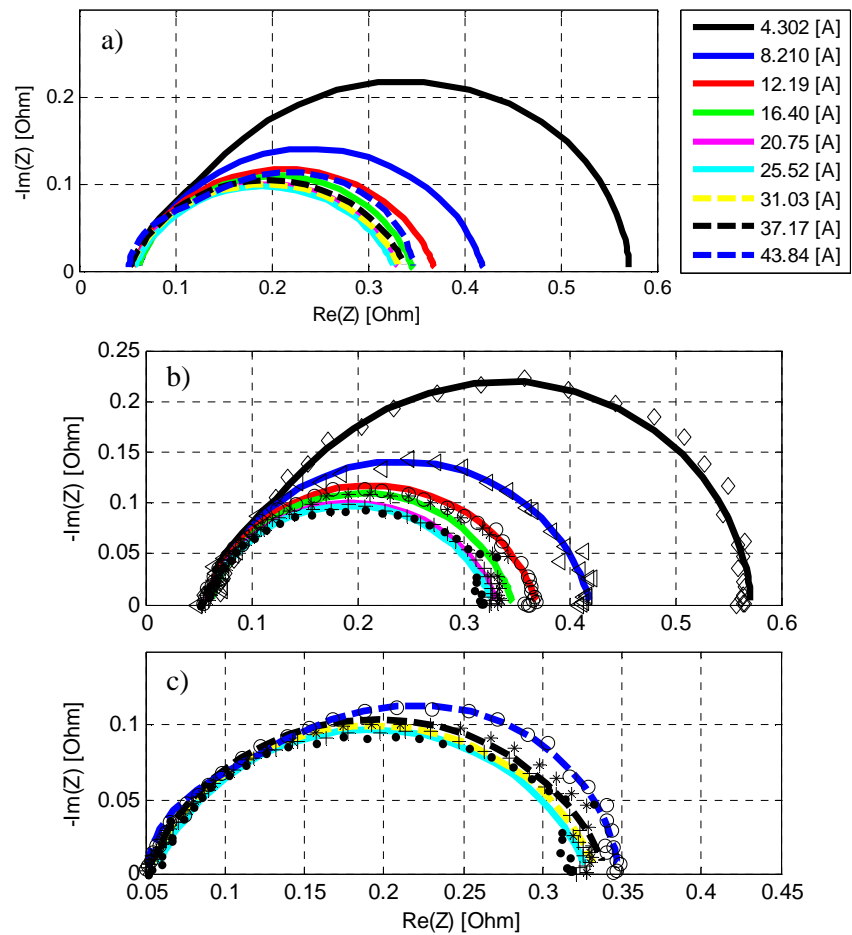 a)
-Im(Z) [Ohm]
0.2
0.1
0
0 0.1 0.2 0.3 0.4 0.5 0.6
Re(Z) [Ohm]
4.302 [A]
8.210 [A]
12.19 [A]
16.40 [A]
20.75 [A]
25.52 [A]
31.03 [A]
37.17 [A]
43.84 [A]
b)
-Im(Z) [Ohm]
0.25
0.2
0.15
0.1
0.05
0
0 0.1 0.2 0.3 0.4 0.5 0.6
c)
-Im(Z) [Ohm]
0.1
0.05
0
0.05 0.1 0.15 0.2 0.25 0.3 0.35 0.4 0.45
Re(Z) [Ohm]